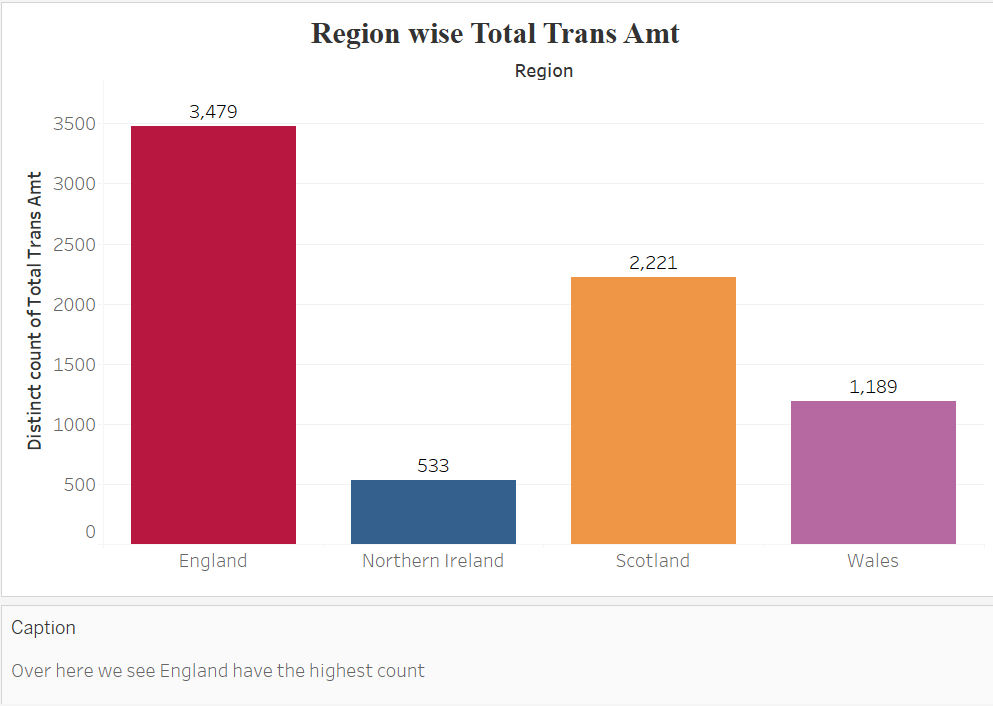 Region wise Total Trans Amt
Region
Distinct count of Total Trans Amt
3500
3000
2500
2000
1500
1000
500
0
3,479
533
2,221
1,189
England
Northern Ireland
Scotland
Wales
Caption
Over here we see England have the highest count